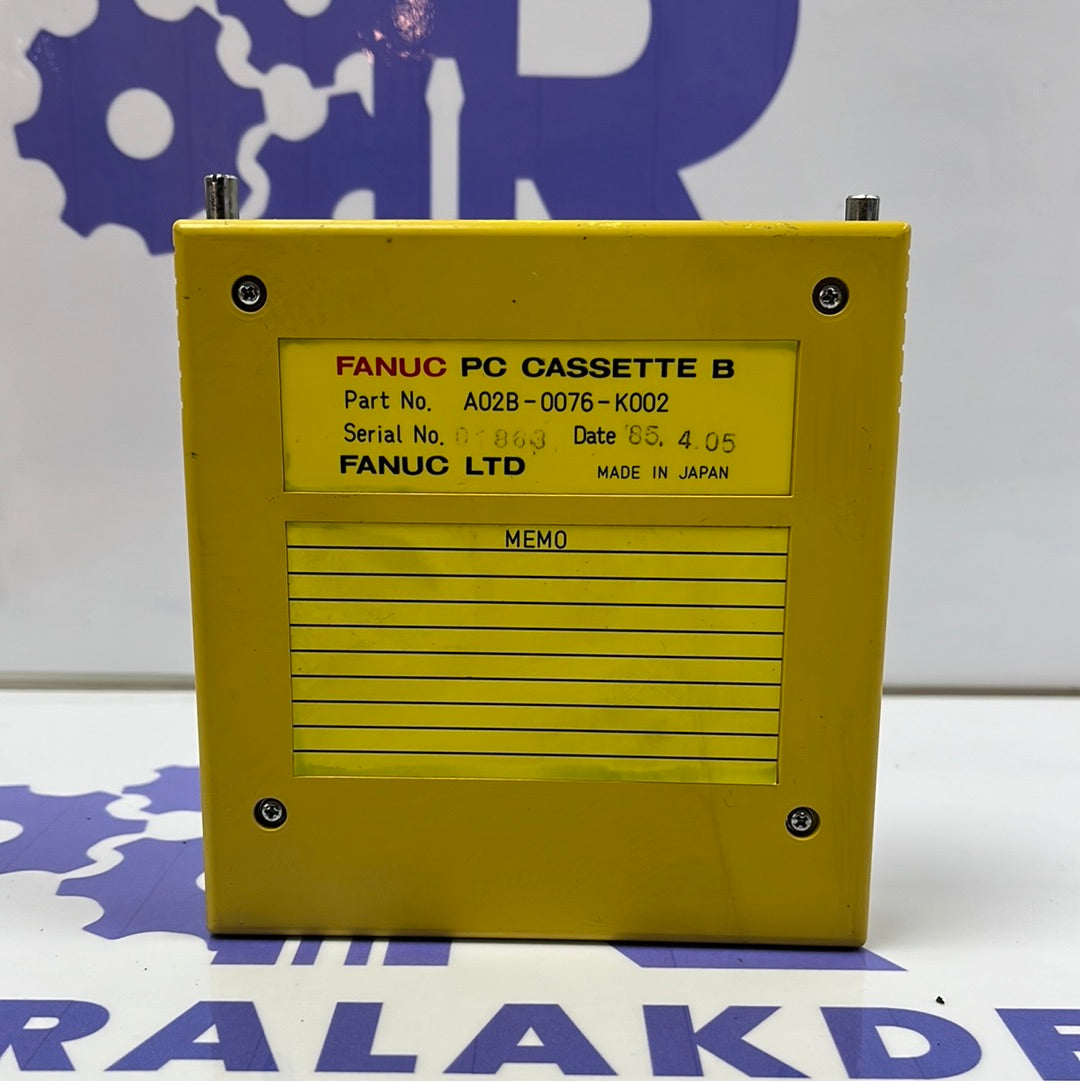 R
FANUC PC CASSETTE B
Part No. A02B-0076-K002
Serial No. 01863 Date '85. 4.05
FANUC LTD MADE IN JAPAN
MEMO
RALAKDE